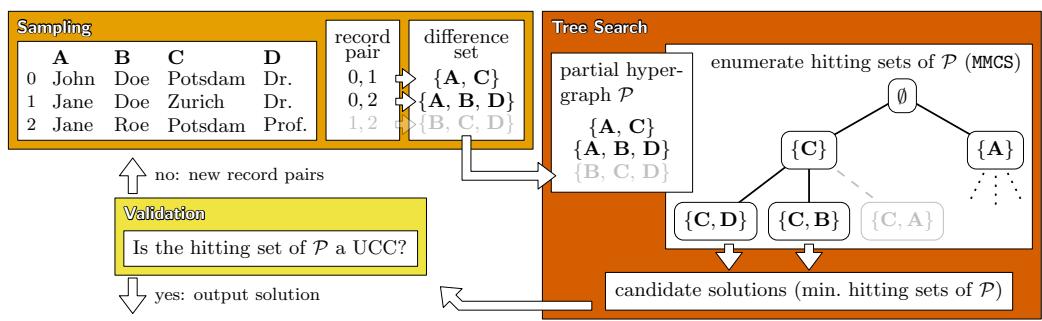 Sampling
A B C D
0 John Doe Potsdam Dr.
1 Jane Doe Zurich Dr.
2 Jane Roe Potsdam Prof.
record
pair
0, 1
0, 2
1, 2
difference
set
{A, C}
{A, B, D}
{B, C, D}
Tree Search
partial hyper-
graph 𝒫
{A, C}
{A, B, D}
{B, C, D}
enumerate hitting sets of 𝒫 (MMCS)
∅
{C}
{A}
{C, D}
{C, B}
{C, A}
candidate solutions (min. hitting sets of 𝒫)
no: new record pairs
Validation
Is the hitting set of 𝒫 a UCC?
yes: output solution